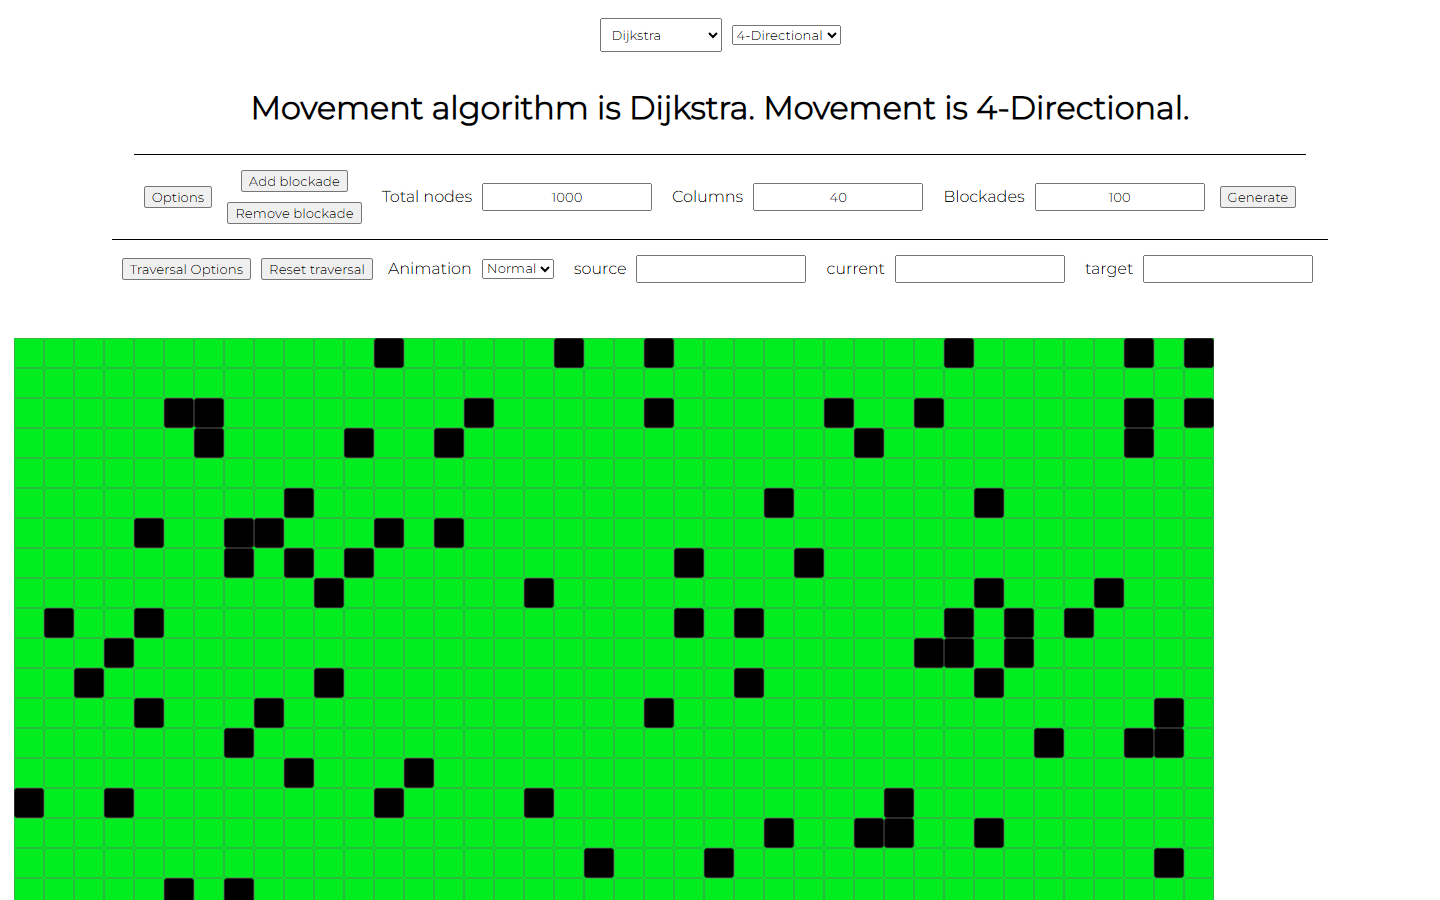 Dijkstra 4-Directional
Movement algorithm is Dijkstra. Movement is 4-Directional.
Options Add blockade Remove blockade Total nodes 1000 Columns 40 Blockades 100 Generate
Traversal Options Reset traversal Animation Normal source current target